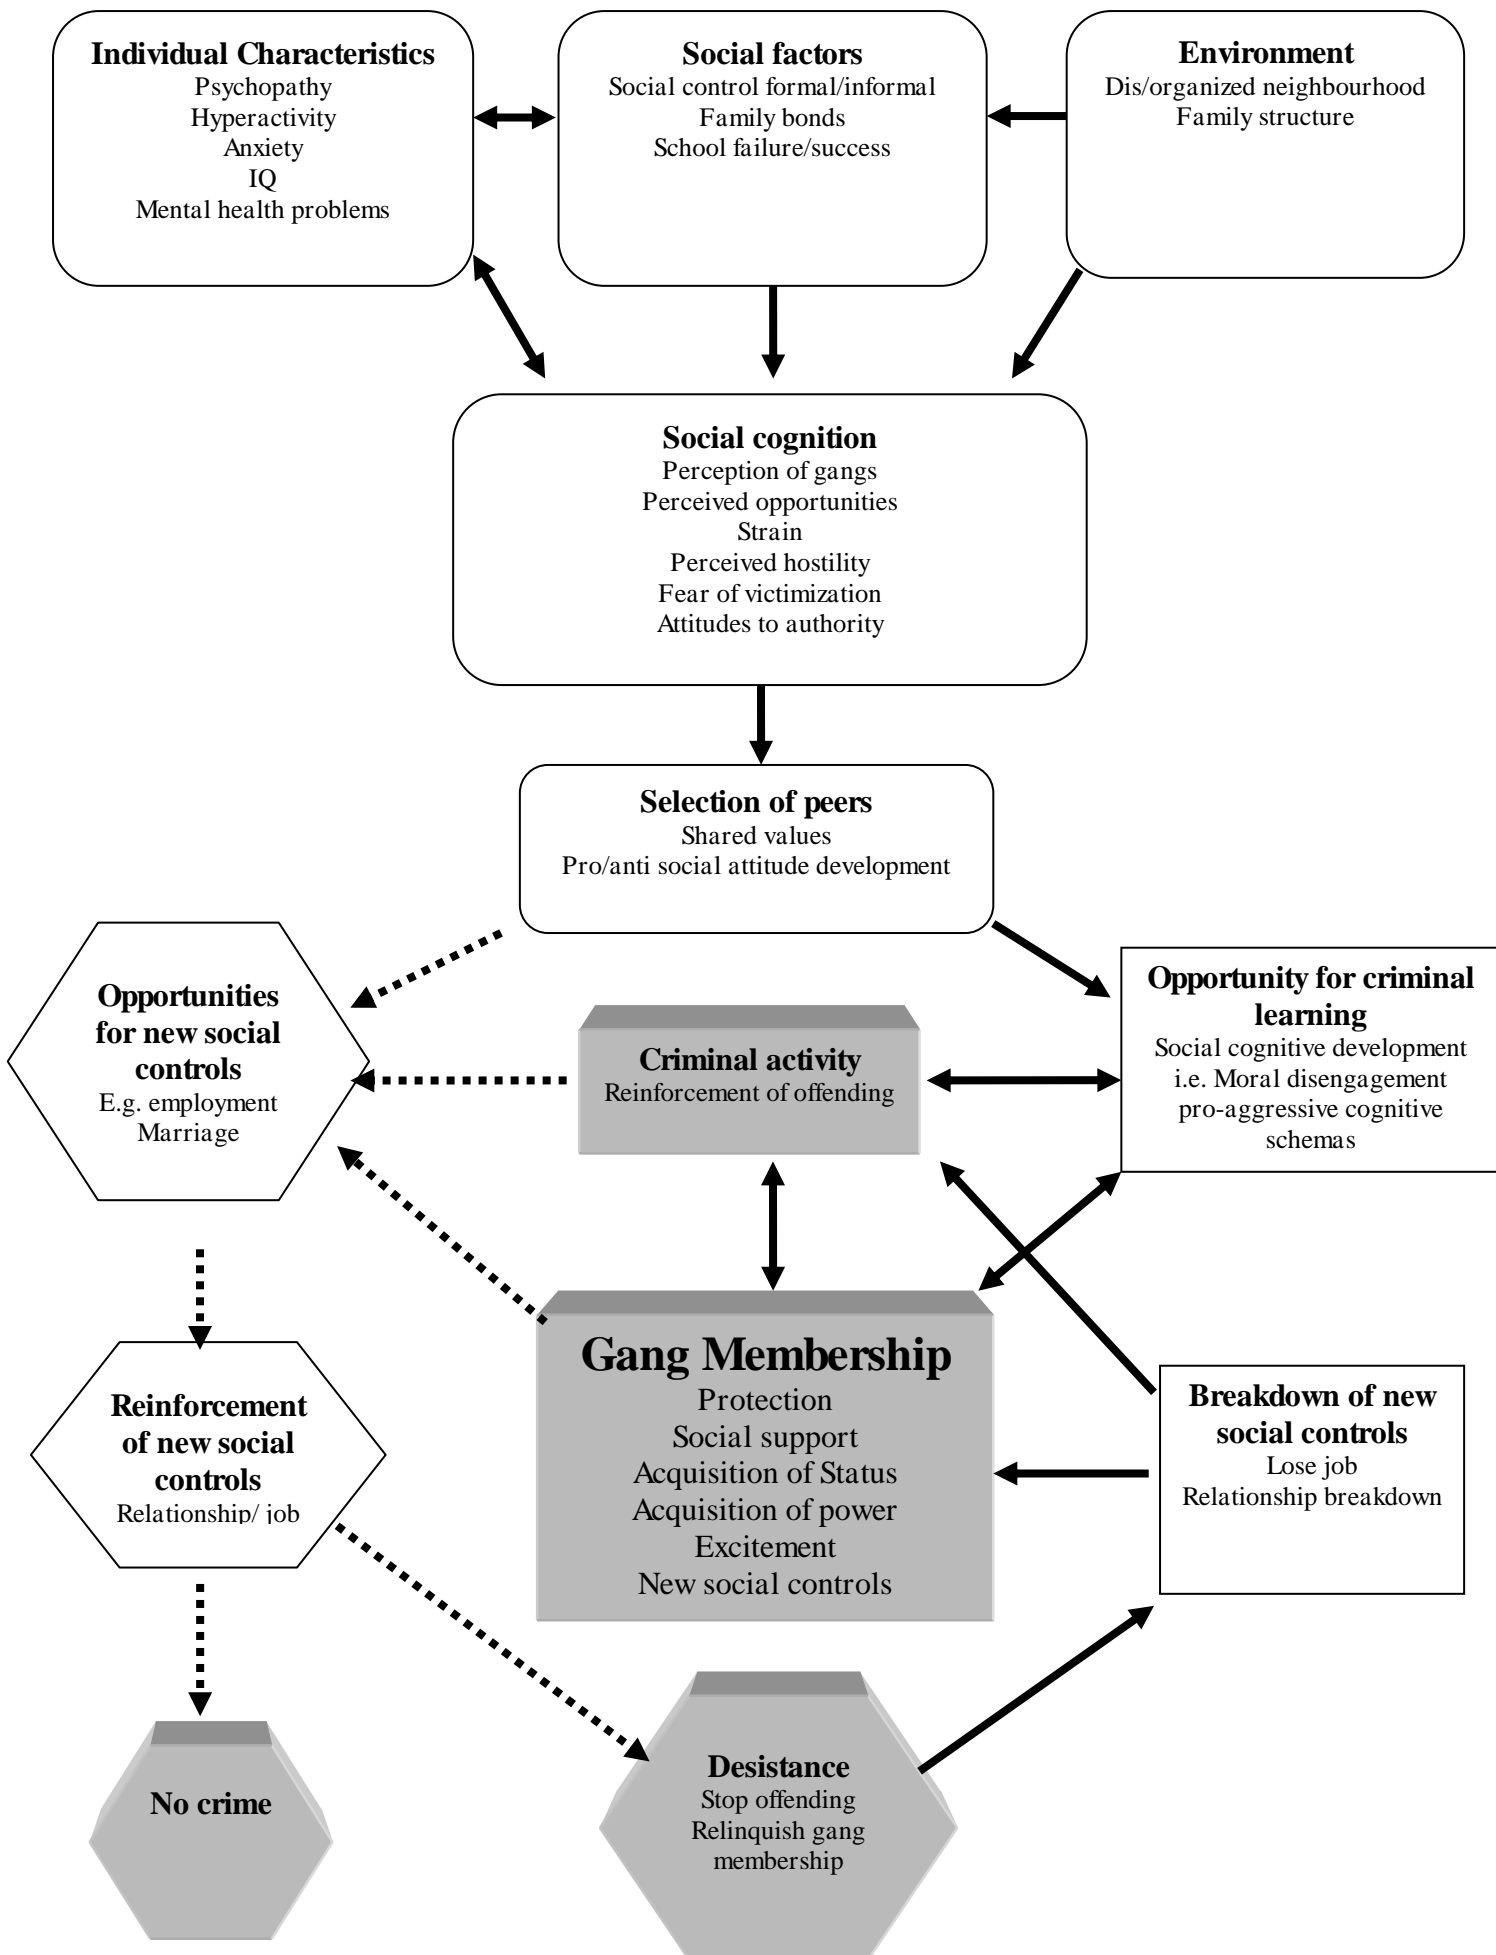 Individual Characteristics
Psychopathy
Hyperactivity
Anxiety
IQ
Mental health problems
Social factors
Social control formal/informal
Family bonds
School failure/success
Environment
Dis/organized neighbourhood
Family structure
Social cognition
Perception of gangs
Perceived opportunities
Strain
Perceived hostility
Fear of victimization
Attitudes to authority
Selection of peers
Shared values
Pro/anti social attitude development
Opportunities
for new social
controls
E.g. employment
Marriage
Criminal activity
Reinforcement of offending
Opportunity for criminal
learning
Social cognitive development
i.e. Moral disengagement
pro-aggressive cognitive
schemas
Gang Membership
Protection
Social support
Acquisition of Status
Acquisition of power
Excitement
New social controls
Reinforcement
of new social
controls
Relationship/ job
Breakdown of new
social controls
Lose job
Relationship breakdown
No crime
Desistance
Stop offending
Relinquish gang
membership